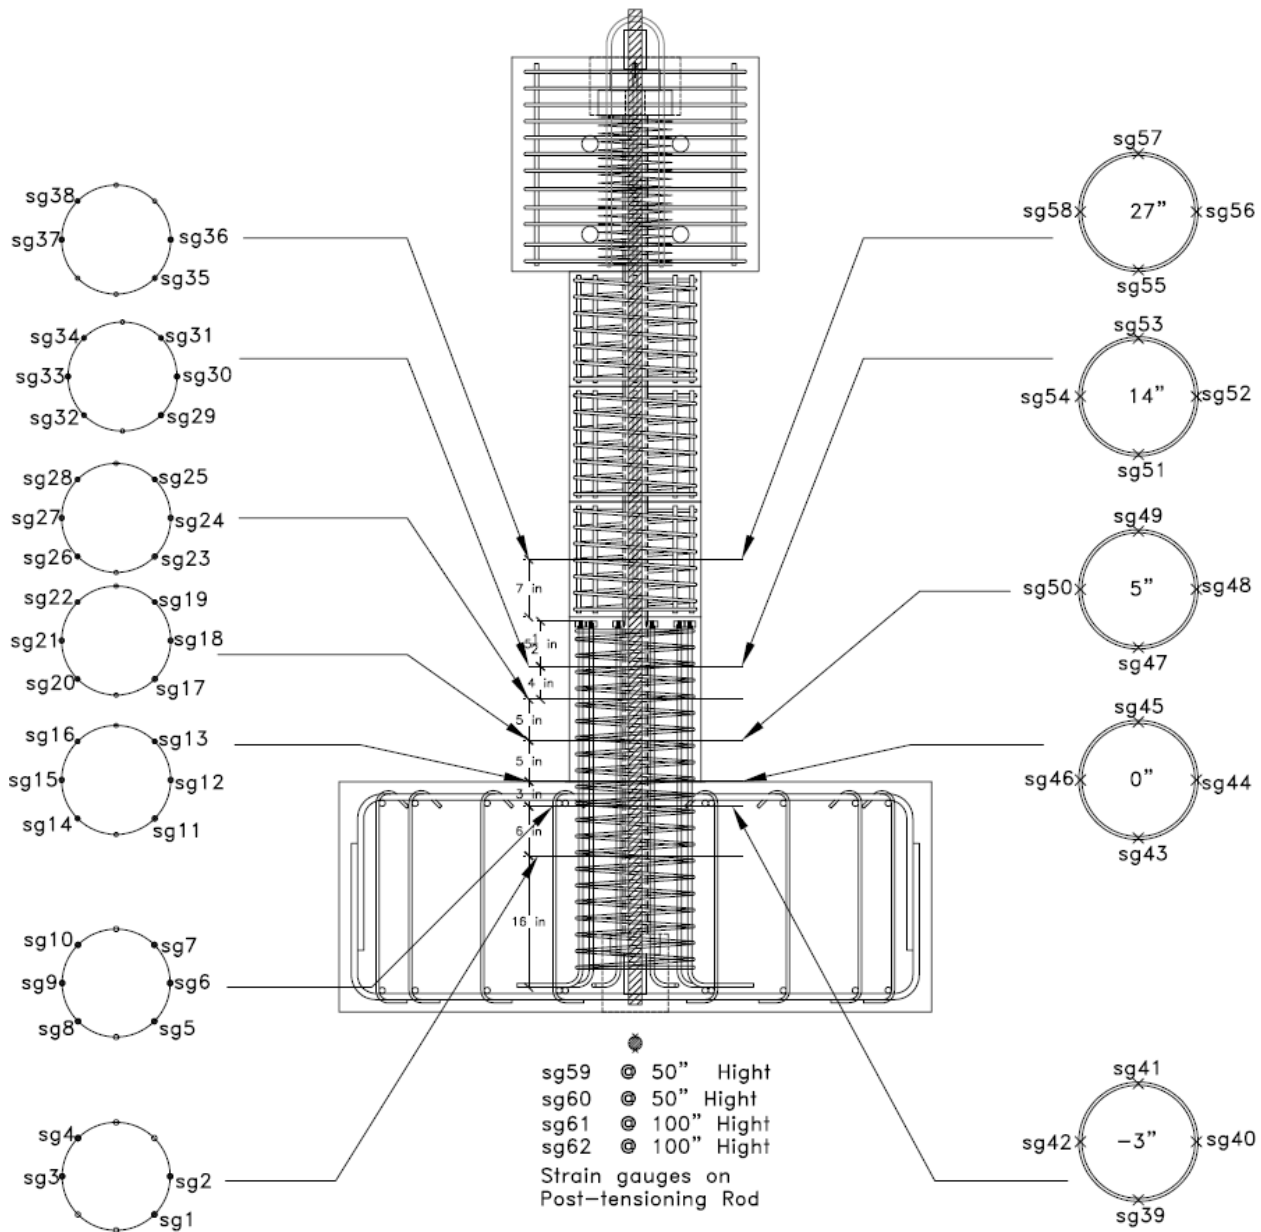 sg57
sg58 27" sg56
sg55
sg38
sg37 sg36
sg35
sg53
sg54 14" sg52
sg51
sg34 sg31
sg33 sg30
sg32 sg29
sg28 sg25
sg27 sg24
sg26 sg23
sg49
sg50 5" sg48
sg47
sg22 sg19
sg21 sg18
sg20 sg17
sg45
sg46 0" sg44
sg43
sg16 sg13
sg15 sg12
sg14 sg11
sg10 sg7
sg9 sg6
sg8 sg5
sg41
sg42 -3" sg40
sg39
sg4
sg3 sg2
sg1
7 in
5 1/2 in
4 in
5 in
5 in
3 in
6 in
16 in
sg59 @ 50" Hight
sg60 @ 50" Hight
sg61 @ 100" Hight
sg62 @ 100" Hight
Strain gauges on
Post-tensioning Rod